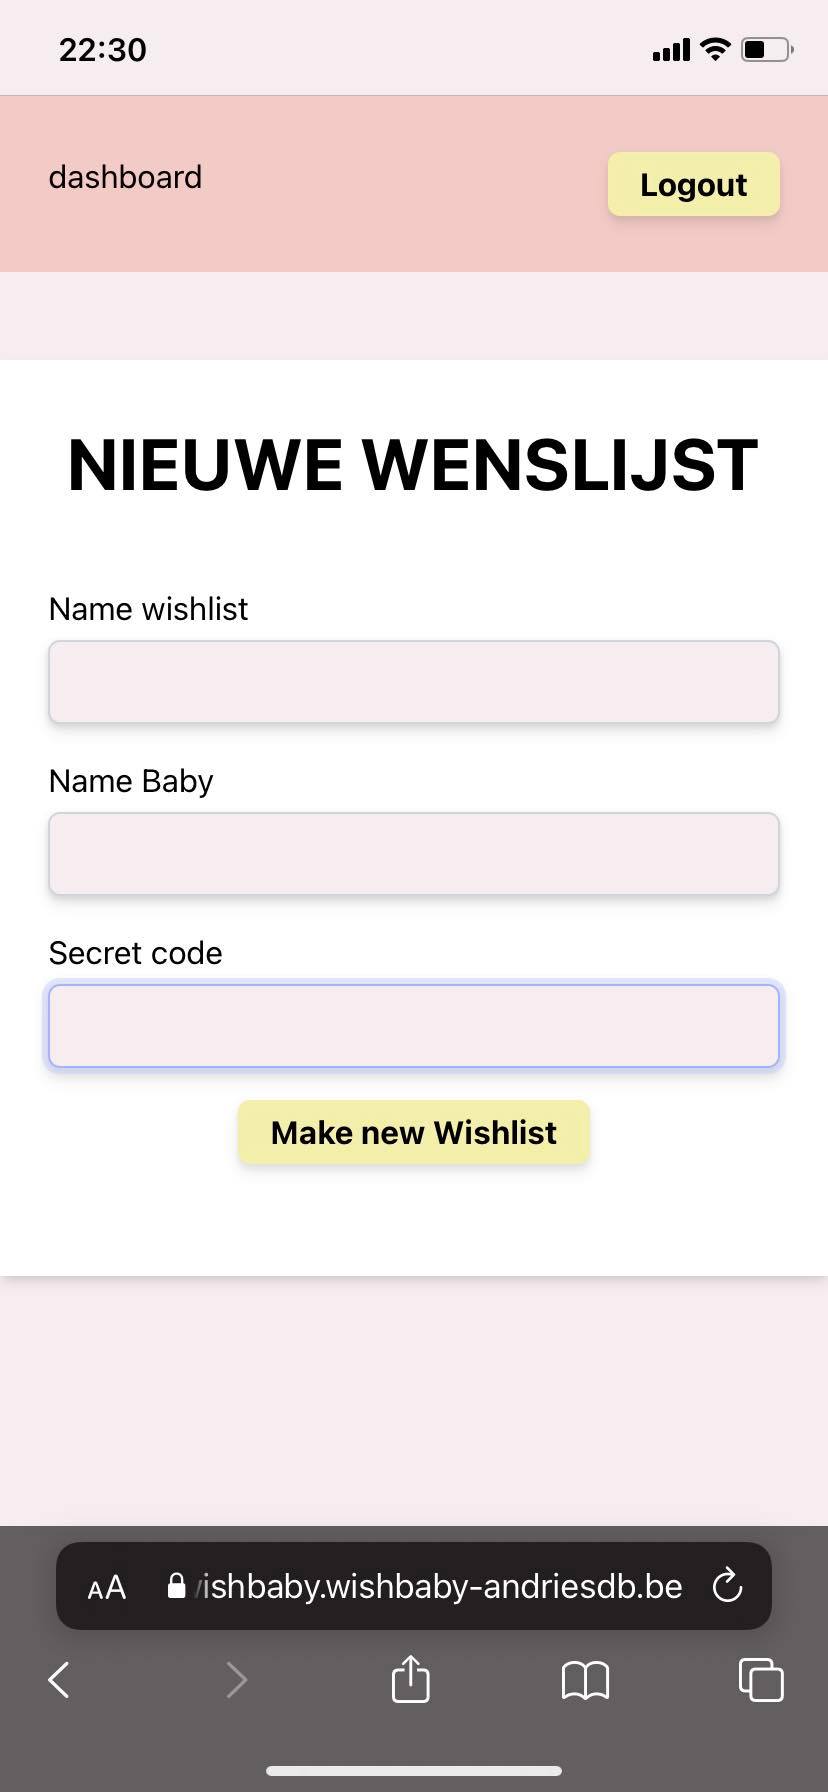 22:30
dashboard
Logout
NIEUWE WENSLIJST
Name wishlist
Name Baby
Secret code
Make new Wishlist
AA
ishbaby.wishbaby-andriesdb.be